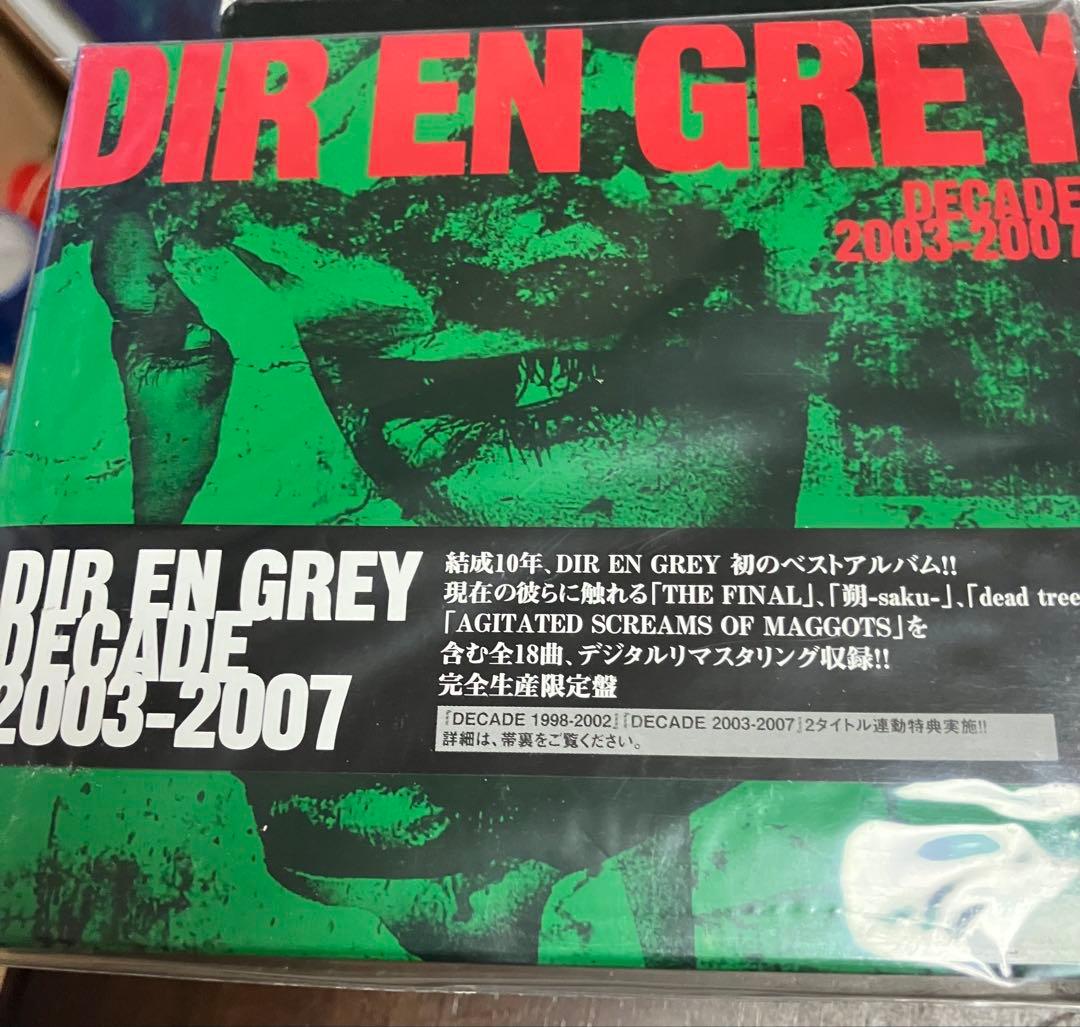 DIR EN GREY
DECADE
2003-2007
DIR EN GREY
DECADE
2003-2007
結成10年、DIR EN GREY 初のベストアルバム!!
現在の彼らに触れる「THE FINAL」、「朔-saku-」、「dead tree
「AGITATED SCREAMS OF MAGGOTS」を
含む全18曲、デジタルリマスタリング収録!!
完全生産限定盤
『DECADE 1998-2002』『DECADE 2003-2007』2タイトル連動特典実施!!
詳細は、帯裏をご覧ください。